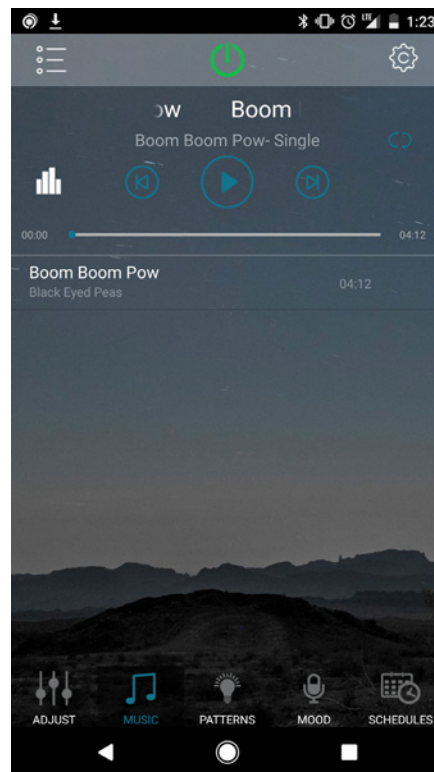 LTE 1:23
ow Boom
Boom Boom Pow- Single
00:00 04:12
Boom Boom Pow
04:12
Black Eyed Peas
ADJUST MUSIC PATTERNS MOOD SCHEDULES